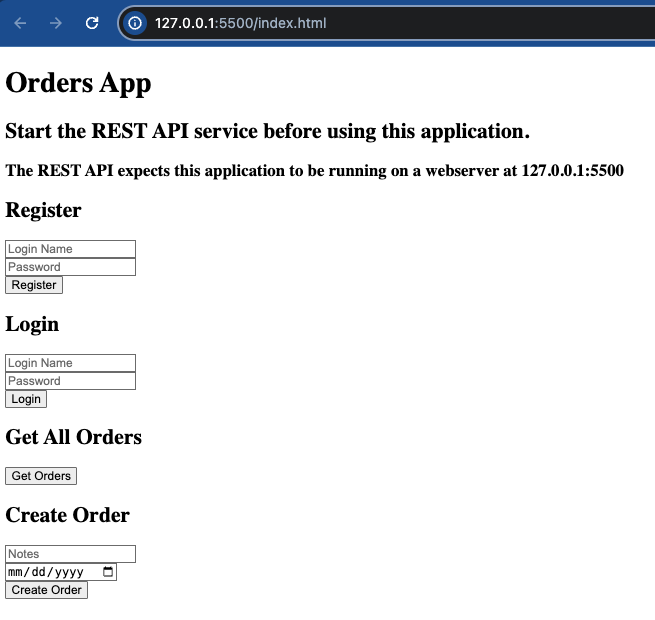 127.0.0.1:5500/index.html
Orders App
Start the REST API service before using this application.
The REST API expects this application to be running on a webserver at 127.0.0.1:5500
Register
Login Name
Password
Register
Login
Login Name
Password
Login
Get All Orders
Get Orders
Create Order
Notes
mm/dd/yyyy
Create Order